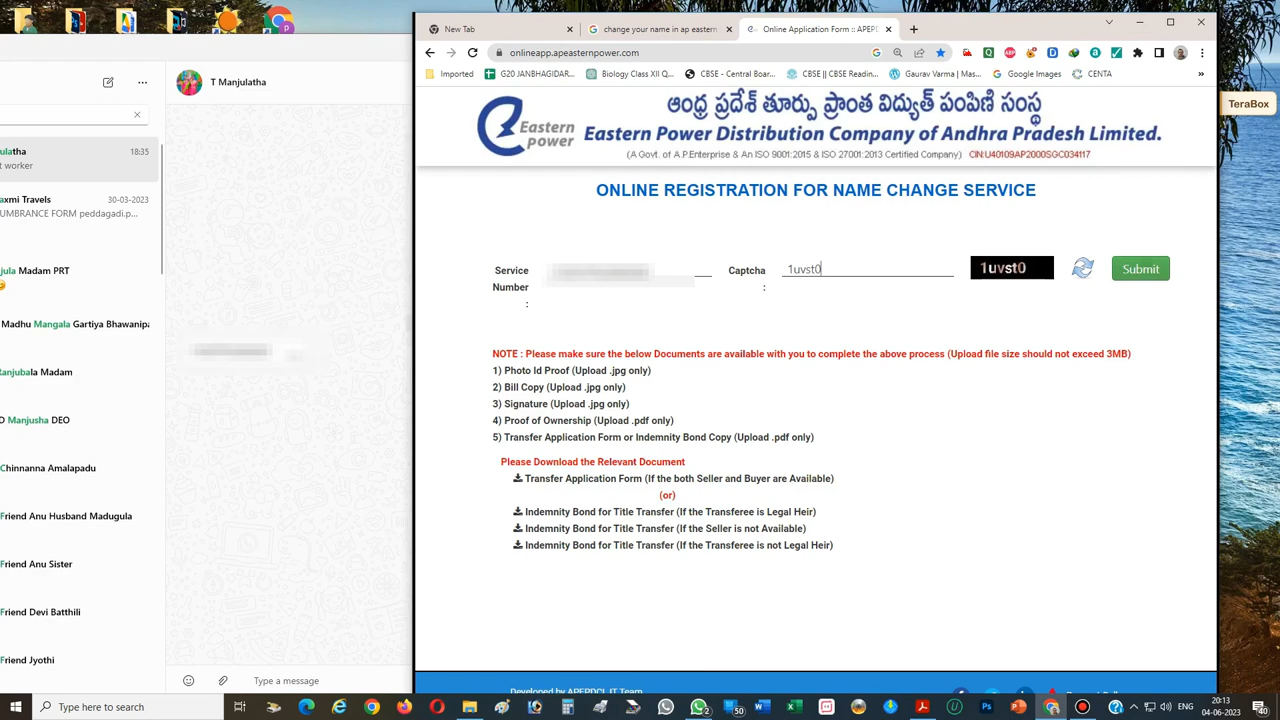 New Tab
change your name in ap eastern
Online Application Form :: APEPD
onlineapp.apeasternpower.com
Imported
G20 JANBHAGIDAR...
Biology Class XII Q...
CBSE - Central Boar...
CBSE || CBSE Readin...
Gaurav Varma | Mas...
Google Images
CENTA
»
TeraBox
T Manjulatha
ulatha
18:35
t worker
axmi Travels
30-03-2023
UMBRANCE FORM peddagadi.p...
jula Madam PRT
Madhu Mangala Gartiya Bhawanipa
Ranjubala Madam
D Manjusha DEO
Chinnanna Amalapadu
Friend Anu Husband Madugula
Friend Anu Sister
Friend Devi Batthili
Friend Jyothi
Type a message
Eastern power
ఆంధ్ర ప్రదేశ్ తూర్పు ప్రాంత విద్యుత్ పంపిణి సంస్థ
Eastern Power Distribution Company of Andhra Pradesh Limited.
(A Govt. of A.P.Enterprise & An ISO 9001:2015 & ISO 27001:2013 Certified Company) CIN:U40109AP2000SGC034117
ONLINE REGISTRATION FOR NAME CHANGE SERVICE
Service Number :
Captcha :
1uvst0
1uvst0
Submit
NOTE : Please make sure the below Documents are available with you to complete the above process (Upload file size should not exceed 3MB)
1) Photo Id Proof (Upload .jpg only)
2) Bill Copy (Upload .jpg only)
3) Signature (Upload .jpg only)
4) Proof of Ownership (Upload .pdf only)
5) Transfer Application Form or Indemnity Bond Copy (Upload .pdf only)
Please Download the Relevant Document
Transfer Application Form (If the both Seller and Buyer are Available)
(or)
Indemnity Bond for Title Transfer (If the Transferee is Legal Heir)
Indemnity Bond for Title Transfer (If the Seller is not Available)
Indemnity Bond for Title Transfer (If the Transferee is not Legal Heir)
Developed by APEPDCL IT Team
Type here to search
ENG
20:13
04-06-2023